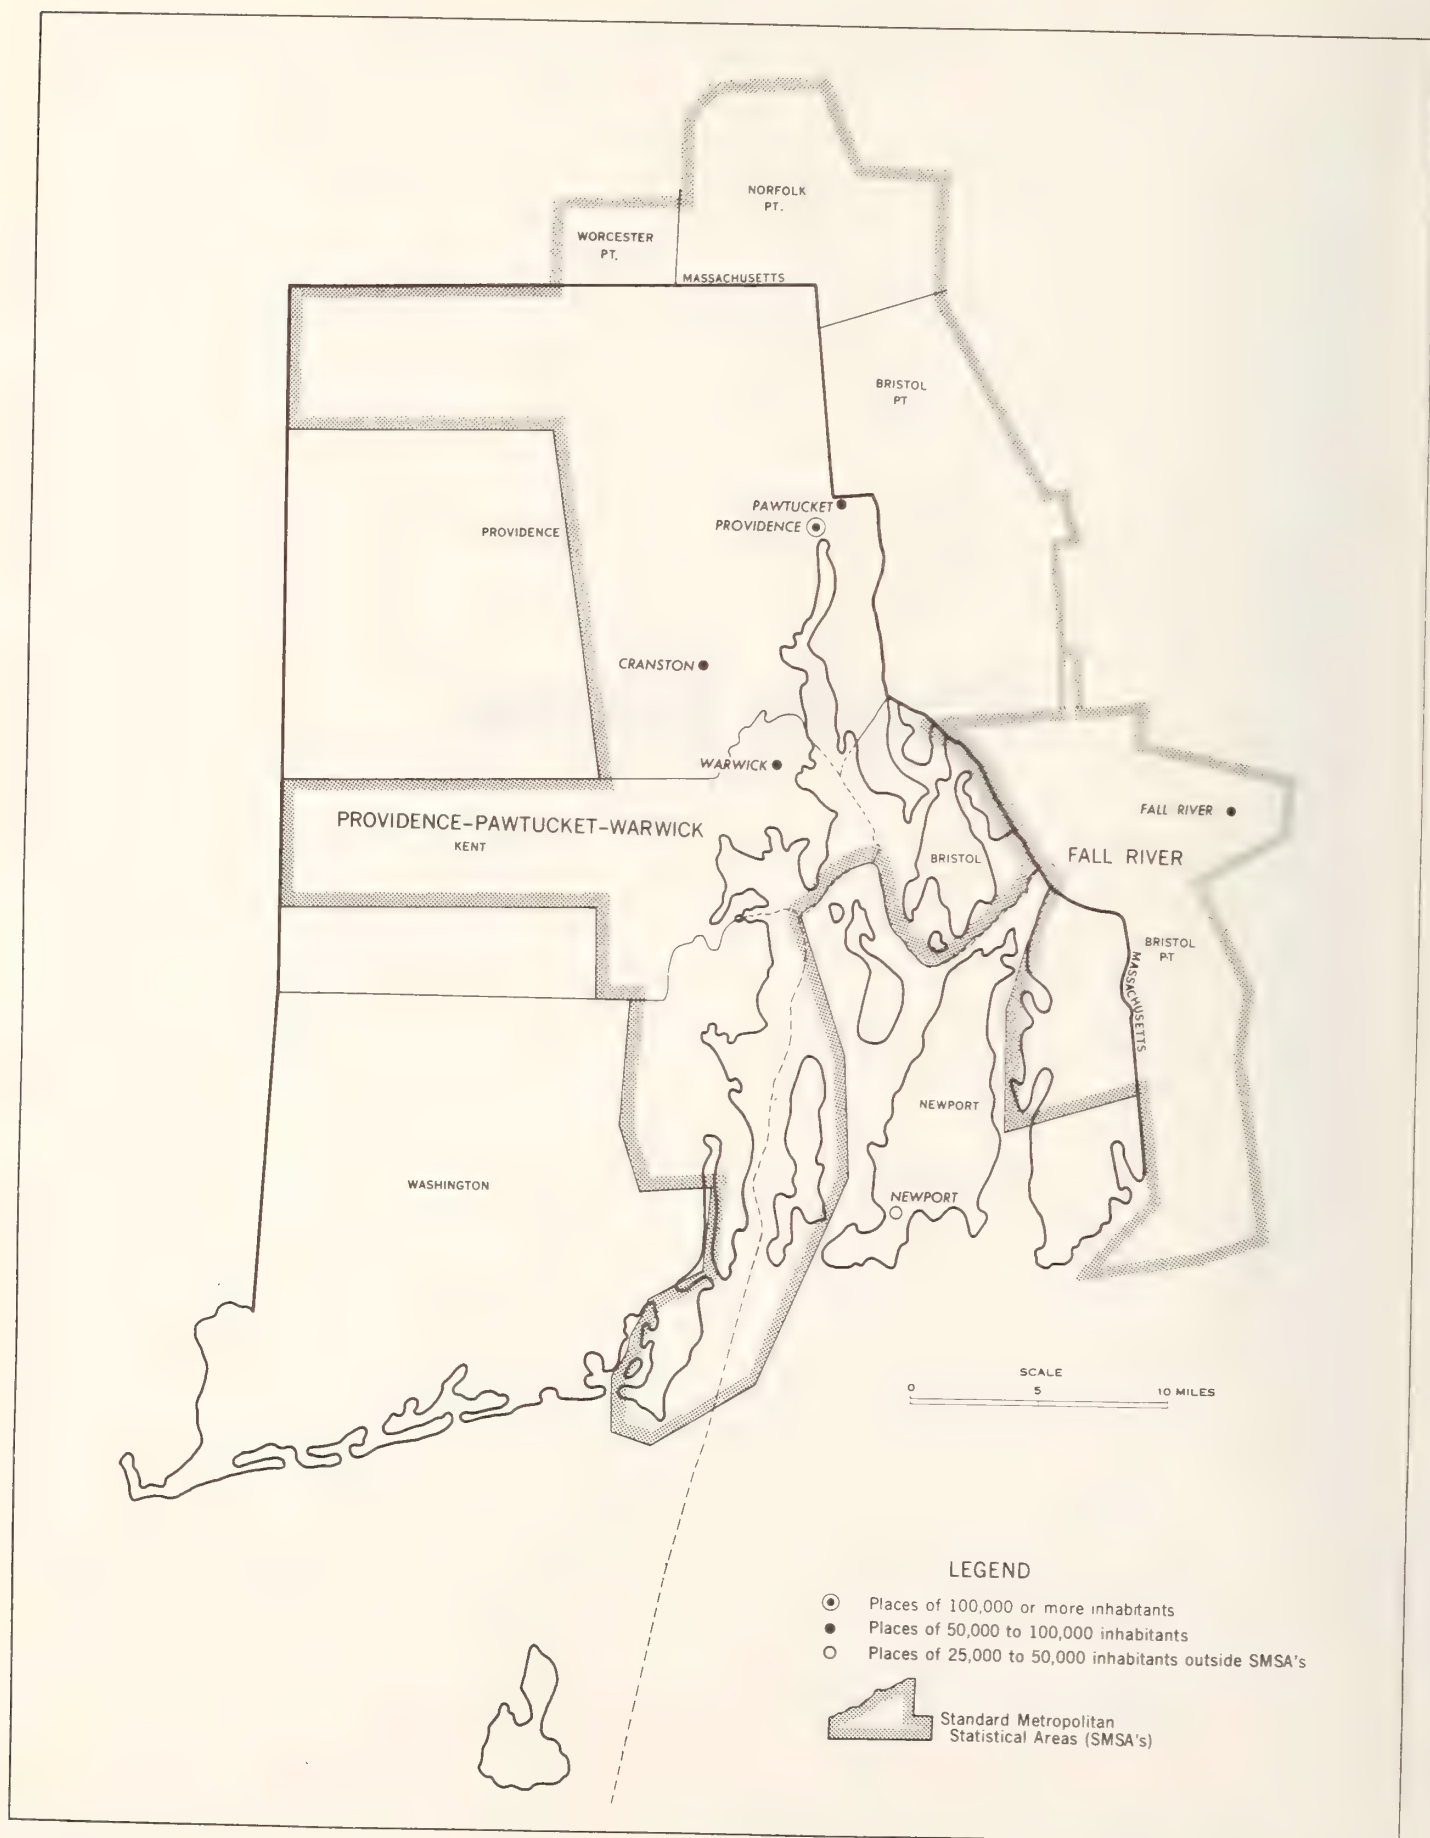 NORFOLK
PT.
WORCESTER
PT.
MASSACHUSETTS
BRISTOL
PT
PAWTUCKET
PROVIDENCE
PROVIDENCE
CRANSTON
WARWICK
FALL RIVER
PROVIDENCE-PAWTUCKET-WARWICK
KENT
BRISTOL
FALL RIVER
BRISTOL
PT
MASSACHUSETTS
NEWPORT
WASHINGTON
NEWPORT
SCALE
0 5 10 MILES
LEGEND
Places of 100,000 or more inhabitants
Places of 50,000 to 100,000 inhabitants
Places of 25,000 to 50,000 inhabitants outside SMSA's
Standard Metropolitan
Statistical Areas (SMSA's)